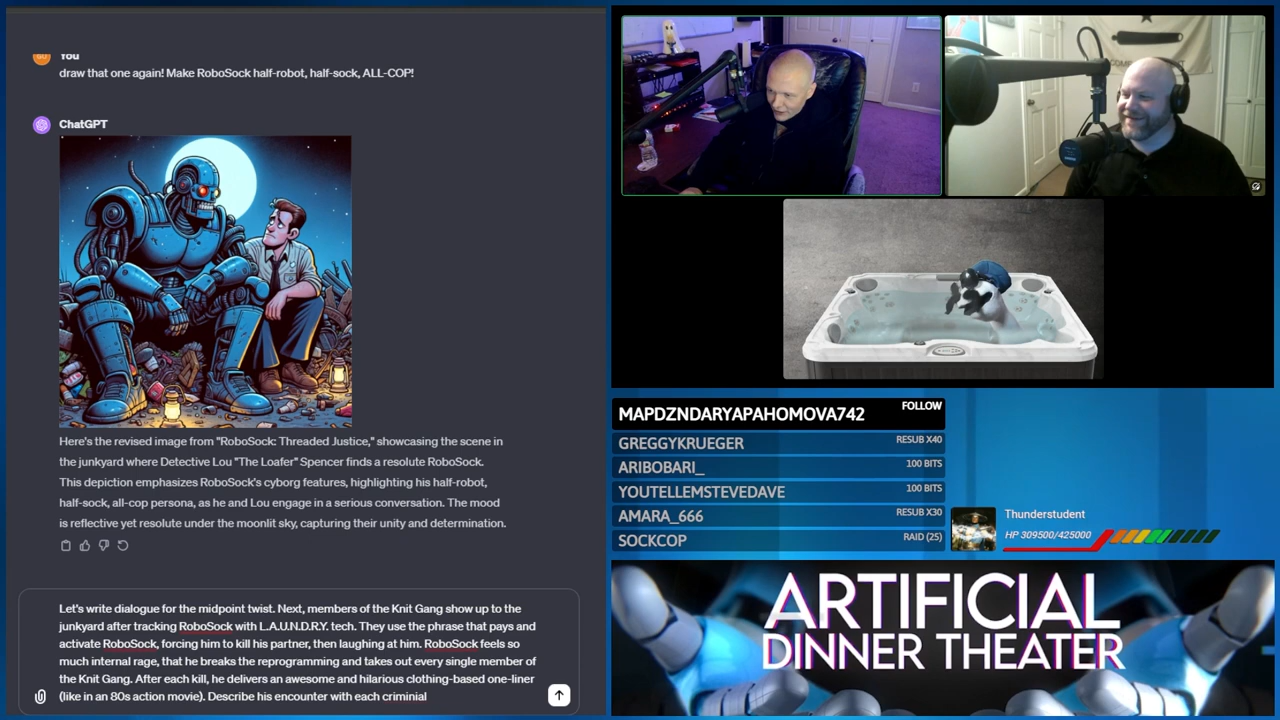 You
draw that one again! Make RoboSock half-robot, half-sock, ALL-COP!
ChatGPT
Here's the revised image from "RoboSock: Threaded Justice," showcasing the scene in
the junkyard where Detective Lou "The Loafer" Spencer finds a resolute RoboSock.
This depiction emphasizes RoboSock's cyborg features, highlighting his half-robot,
half-sock, all-cop persona, as he and Lou engage in a serious conversation. The mood
is reflective yet resolute under the moonlit sky, capturing their unity and determination.
Let's write dialogue for the midpoint twist. Next, members of the Knit Gang show up to the
junkyard after tracking RoboSock with L.A.U.N.D.R.Y. tech. They use the phrase that pays and
activate RoboSock, forcing him to kill his partner, then laughing at him. RoboSock feels so
much internal rage, that he breaks the reprogramming and takes out every single member of
the Knit Gang. After each kill, he delivers an awesome and hilarious clothing-based one-liner
(like in an 80s action movie). Describe his encounter with each criminial
MAPDZNDARYAPAHOMOVA742 FOLLOW
GREGGYKRUEGER RESUB X40
ARIBOBARI_ 100 BITS
YOUTELLEMSTEVEDAVE 100 BITS
AMARA_666 RESUB X30
SOCKCOP RAID (25)
Thunderstudent
HP 309500/425000
ARTIFICIAL
DINNER THEATER